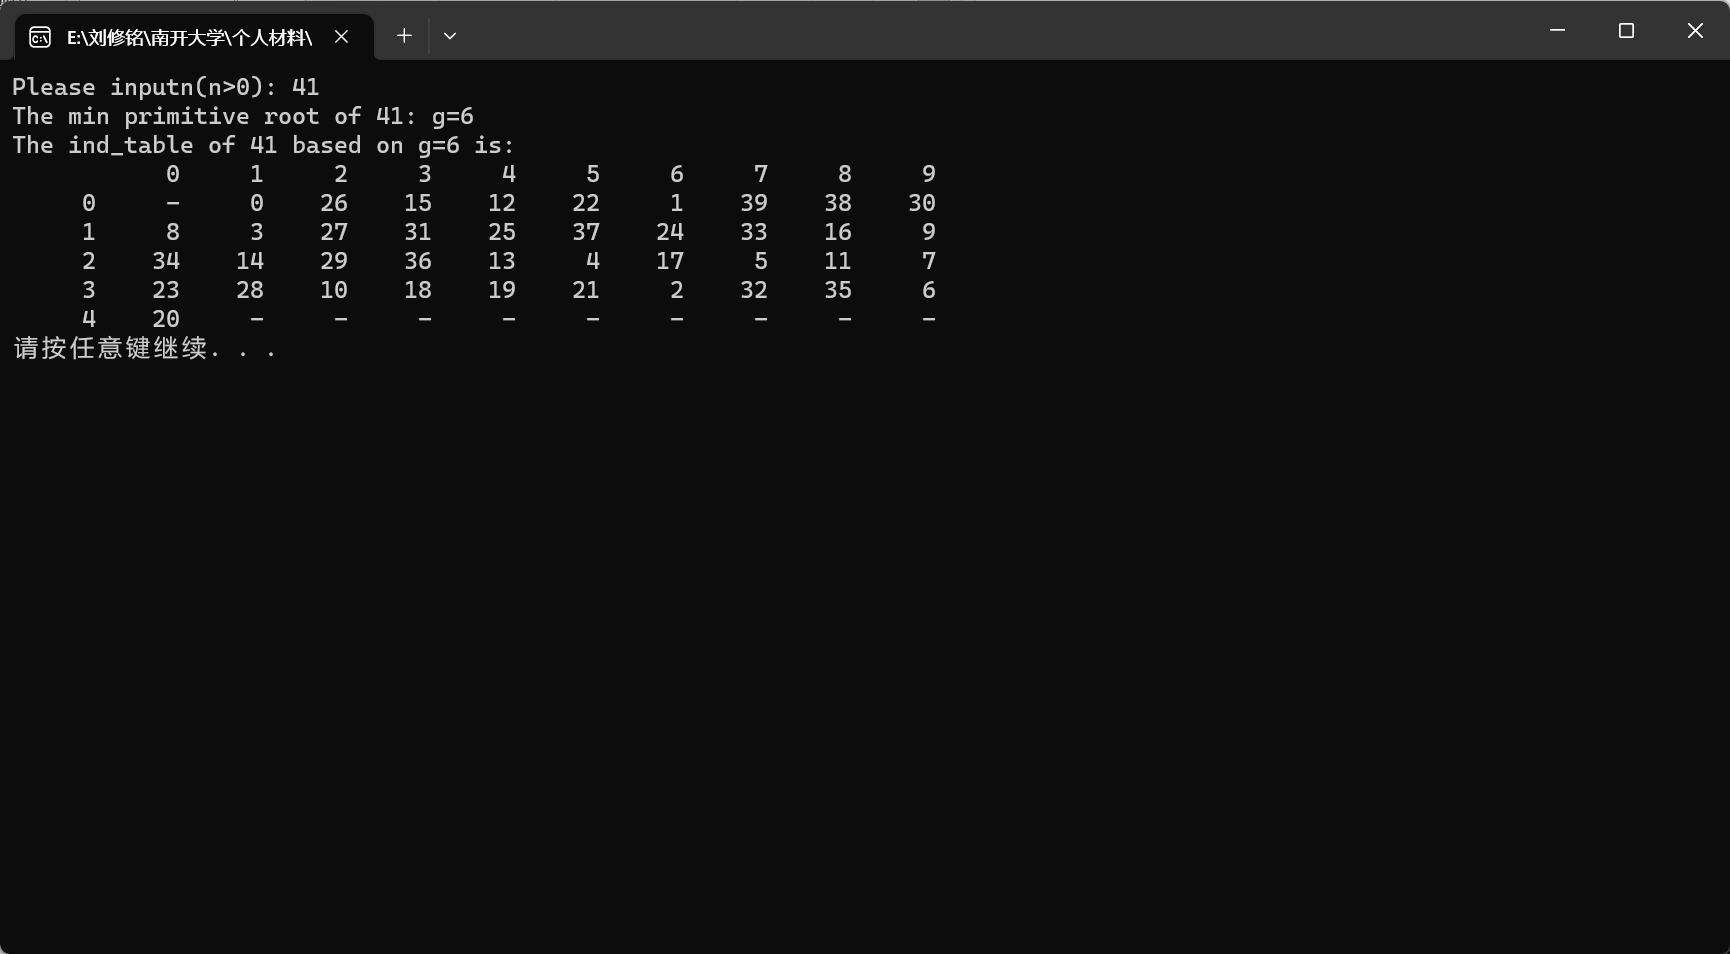 E:\刘修铭\南开大学\个人材料\
Please inputn(n>0): 41
The min primitive root of 41: g=6
The ind_table of 41 based on g=6 is:
0 1 2 3 4 5 6 7 8 9
0 - 0 26 15 12 22 1 39 38 30
1 8 3 27 31 25 37 24 33 16 9
2 34 14 29 36 13 4 17 5 11 7
3 23 28 10 18 19 21 2 32 35 6
4 20 - - - - - - - - -
请按任意键继续. . .